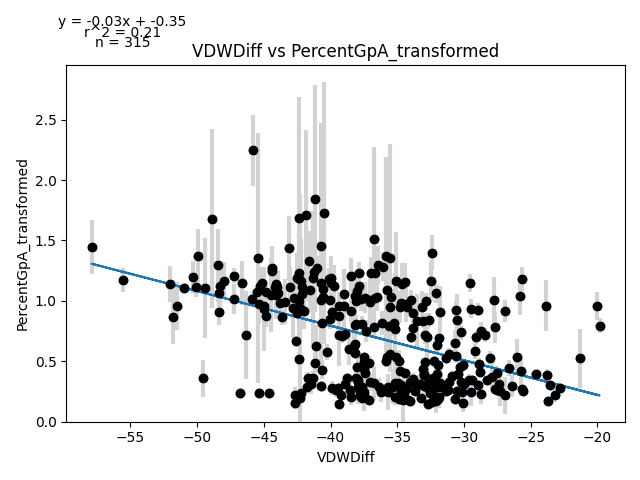 y = -0.03x + -0.35
r^2 = 0.21
n = 315
VDWDiff vs PercentGpA_transformed
PercentGpA_transformed
2.5
2.0
1.5
1.0
0.5
0.0
−55 −50 −45 −40 −35 −30 −25 −20
VDWDiff